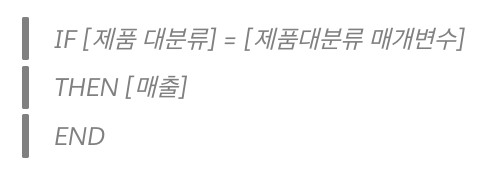 IF [제품 대분류] = [제품대분류 매개변수]
THEN [매출]
END